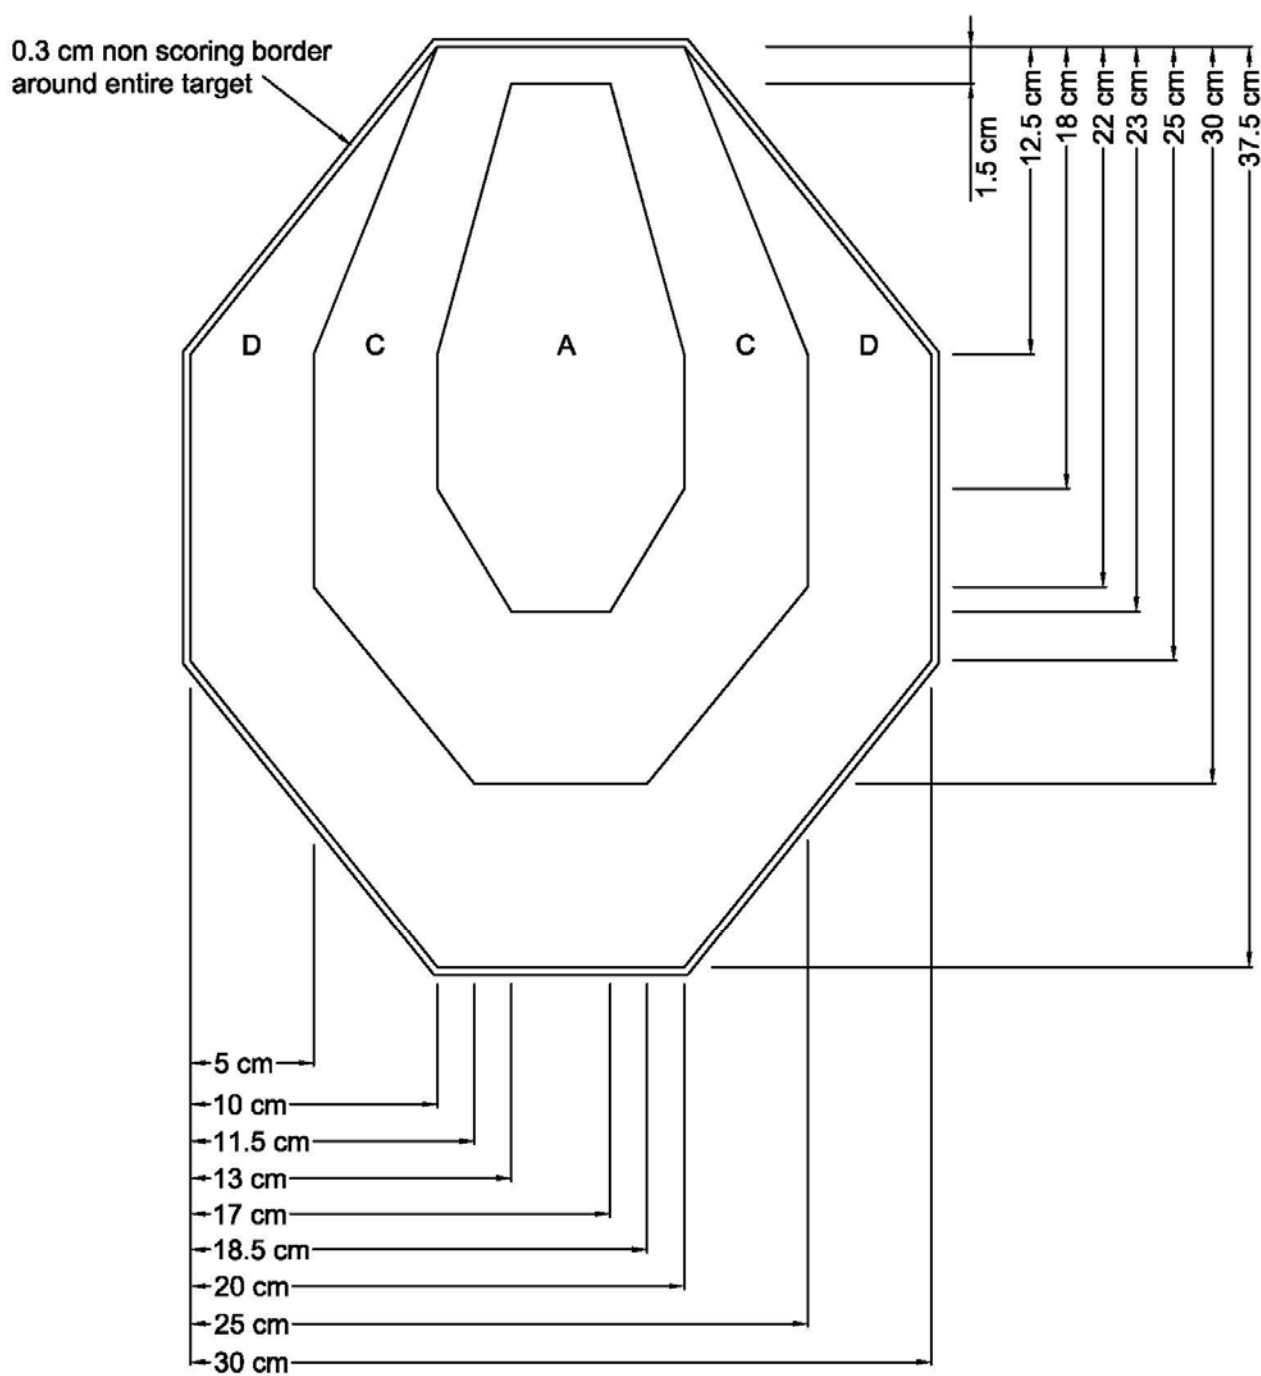 0.3 cm non scoring border
around entire target
1.5 cm
12.5 cm
18 cm
22 cm
23 cm
25 cm
30 cm
37.5 cm
D
C
A
C
D
5 cm
10 cm
11.5 cm
13 cm
17 cm
18.5 cm
20 cm
25 cm
30 cm